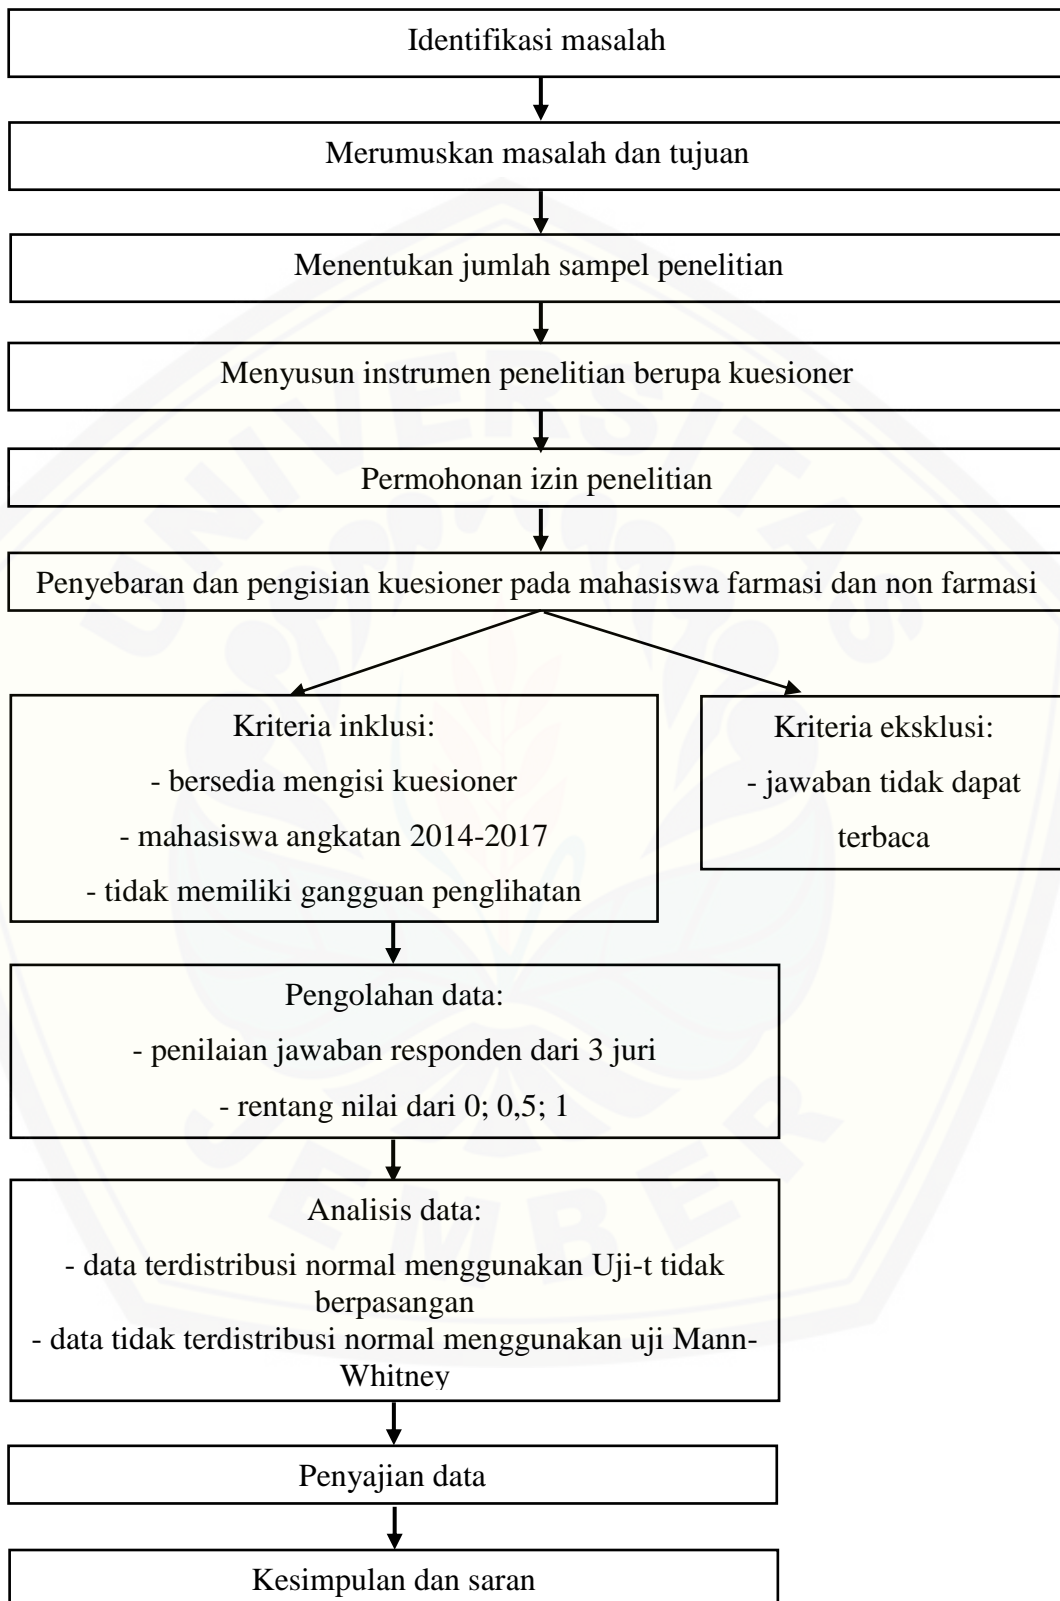 Identifikasi masalah
Merumuskan masalah dan tujuan
Menentukan jumlah sampel penelitian
Menyusun instrumen penelitian berupa kuesioner
Permohonan izin penelitian
Penyebaran dan pengisian kuesioner pada mahasiswa farmasi dan non farmasi
Kriteria inklusi:
- bersedia mengisi kuesioner
- mahasiswa angkatan 2014-2017
- tidak memiliki gangguan penglihatan
Kriteria eksklusi:
- jawaban tidak dapat
terbaca
Pengolahan data:
- penilaian jawaban responden dari 3 juri
- rentang nilai dari 0; 0,5; 1
Analisis data:
- data terdistribusi normal menggunakan Uji-t tidak
berpasangan
- data tidak terdistribusi normal menggunakan uji Mann-
Whitney
Penyajian data
Kesimpulan dan saran
UNIVERSITAS
JEMBER